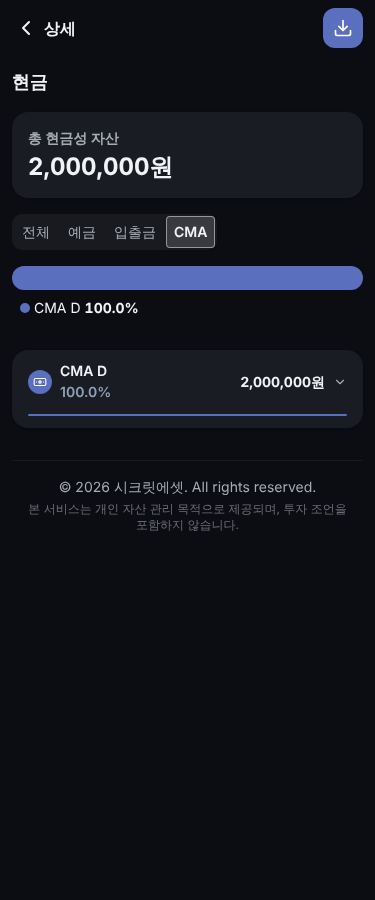 상세
현금
총 현금성 자산
2,000,000원
전체 예금 입출금 CMA
CMA D 100.0%
CMA D
100.0%
2,000,000원
© 2026 시크릿에셋. All rights reserved.
본 서비스는 개인 자산 관리 목적으로 제공되며, 투자 조언을
포함하지 않습니다.